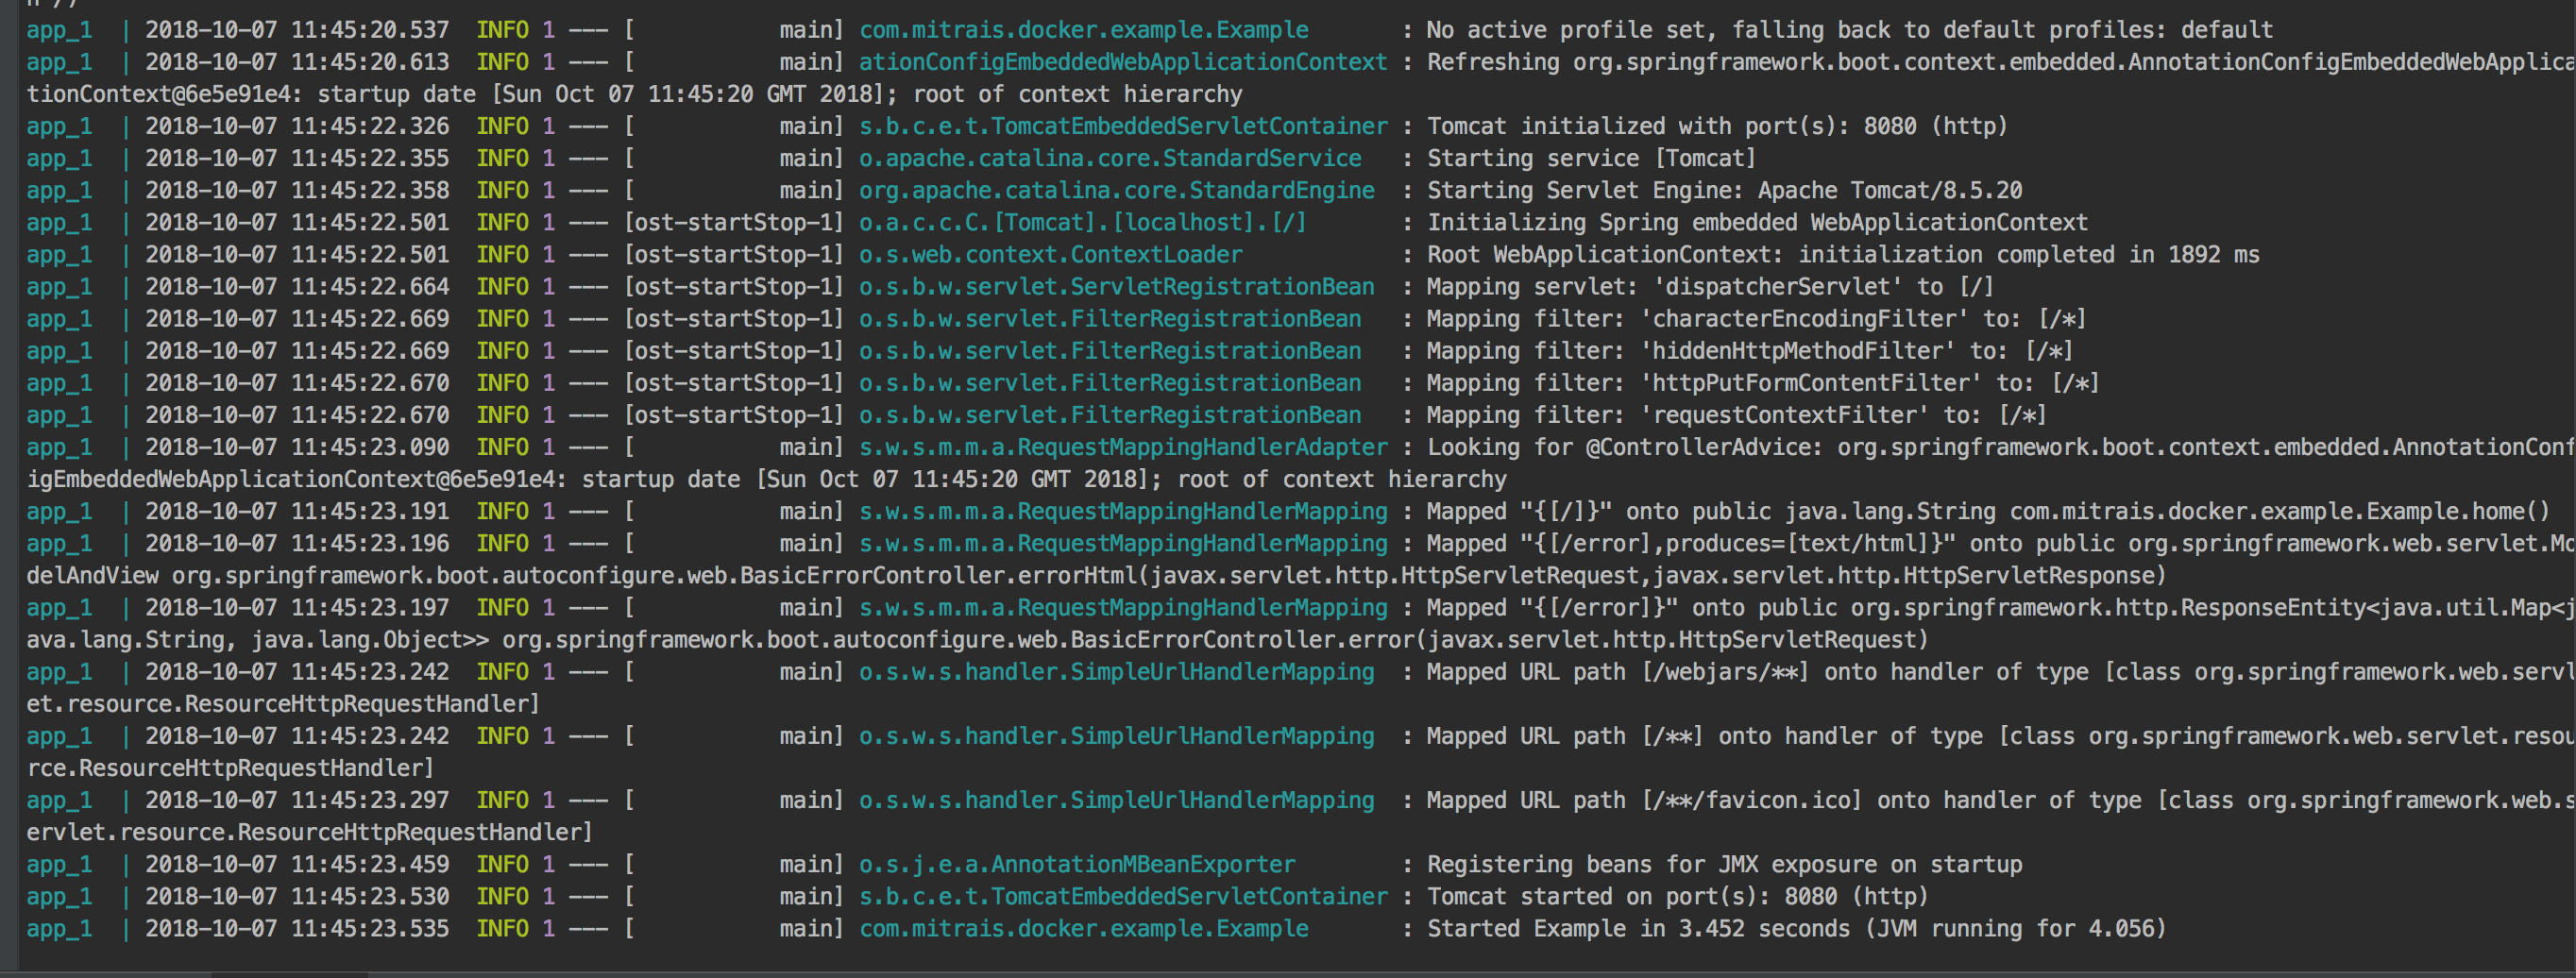 app_1  | 2018-10-07 11:45:20.537  INFO 1 --- [           main] com.mitrais.docker.example.Example       : No active profile set, falling back to default profiles: default
app_1  | 2018-10-07 11:45:20.613  INFO 1 --- [           main] ationConfigEmbeddedWebApplicationContext : Refreshing org.springframework.boot.context.embedded.AnnotationConfigEmbeddedWebApplica
tionContext@6e5e91e4: startup date [Sun Oct 07 11:45:20 GMT 2018]; root of context hierarchy
app_1  | 2018-10-07 11:45:22.326  INFO 1 --- [           main] s.b.c.e.t.TomcatEmbeddedServletContainer : Tomcat initialized with port(s): 8080 (http)
app_1  | 2018-10-07 11:45:22.355  INFO 1 --- [           main] o.apache.catalina.core.StandardService   : Starting service [Tomcat]
app_1  | 2018-10-07 11:45:22.358  INFO 1 --- [           main] org.apache.catalina.core.StandardEngine  : Starting Servlet Engine: Apache Tomcat/8.5.20
app_1  | 2018-10-07 11:45:22.501  INFO 1 --- [ost-startStop-1] o.a.c.c.C.[Tomcat].[localhost].[/]       : Initializing Spring embedded WebApplicationContext
app_1  | 2018-10-07 11:45:22.501  INFO 1 --- [ost-startStop-1] o.s.web.context.ContextLoader            : Root WebApplicationContext: initialization completed in 1892 ms
app_1  | 2018-10-07 11:45:22.664  INFO 1 --- [ost-startStop-1] o.s.b.w.servlet.ServletRegistrationBean  : Mapping servlet: 'dispatcherServlet' to [/]
app_1  | 2018-10-07 11:45:22.669  INFO 1 --- [ost-startStop-1] o.s.b.w.servlet.FilterRegistrationBean   : Mapping filter: 'characterEncodingFilter' to: [/*]
app_1  | 2018-10-07 11:45:22.669  INFO 1 --- [ost-startStop-1] o.s.b.w.servlet.FilterRegistrationBean   : Mapping filter: 'hiddenHttpMethodFilter' to: [/*]
app_1  | 2018-10-07 11:45:22.670  INFO 1 --- [ost-startStop-1] o.s.b.w.servlet.FilterRegistrationBean   : Mapping filter: 'httpPutFormContentFilter' to: [/*]
app_1  | 2018-10-07 11:45:22.670  INFO 1 --- [ost-startStop-1] o.s.b.w.servlet.FilterRegistrationBean   : Mapping filter: 'requestContextFilter' to: [/*]
app_1  | 2018-10-07 11:45:23.090  INFO 1 --- [           main] s.w.s.m.m.a.RequestMappingHandlerAdapter : Looking for @ControllerAdvice: org.springframework.boot.context.embedded.AnnotationConf
igEmbeddedWebApplicationContext@6e5e91e4: startup date [Sun Oct 07 11:45:20 GMT 2018]; root of context hierarchy
app_1  | 2018-10-07 11:45:23.191  INFO 1 --- [           main] s.w.s.m.m.a.RequestMappingHandlerMapping : Mapped "{[/]}" onto public java.lang.String com.mitrais.docker.example.Example.home()
app_1  | 2018-10-07 11:45:23.196  INFO 1 --- [           main] s.w.s.m.m.a.RequestMappingHandlerMapping : Mapped "{[/error],produces=[text/html]}" onto public org.springframework.web.servlet.Mo
delAndView org.springframework.boot.autoconfigure.web.BasicErrorController.errorHtml(javax.servlet.http.HttpServletRequest,javax.servlet.http.HttpServletResponse)
app_1  | 2018-10-07 11:45:23.197  INFO 1 --- [           main] s.w.s.m.m.a.RequestMappingHandlerMapping : Mapped "{[/error]}" onto public org.springframework.http.ResponseEntity<java.util.Map<j
ava.lang.String, java.lang.Object>> org.springframework.boot.autoconfigure.web.BasicErrorController.error(javax.servlet.http.HttpServletRequest)
app_1  | 2018-10-07 11:45:23.242  INFO 1 --- [           main] o.s.w.s.handler.SimpleUrlHandlerMapping  : Mapped URL path [/webjars/**] onto handler of type [class org.springframework.web.servl
et.resource.ResourceHttpRequestHandler]
app_1  | 2018-10-07 11:45:23.242  INFO 1 --- [           main] o.s.w.s.handler.SimpleUrlHandlerMapping  : Mapped URL path [/**] onto handler of type [class org.springframework.web.servlet.resou
rce.ResourceHttpRequestHandler]
app_1  | 2018-10-07 11:45:23.297  INFO 1 --- [           main] o.s.w.s.handler.SimpleUrlHandlerMapping  : Mapped URL path [/**/favicon.ico] onto handler of type [class org.springframework.web.s
ervlet.resource.ResourceHttpRequestHandler]
app_1  | 2018-10-07 11:45:23.459  INFO 1 --- [           main] o.s.j.e.a.AnnotationMBeanExporter        : Registering beans for JMX exposure on startup
app_1  | 2018-10-07 11:45:23.530  INFO 1 --- [           main] s.b.c.e.t.TomcatEmbeddedServletContainer : Tomcat started on port(s): 8080 (http)
app_1  | 2018-10-07 11:45:23.535  INFO 1 --- [           main] com.mitrais.docker.example.Example       : Started Example in 3.452 seconds (JVM running for 4.056)